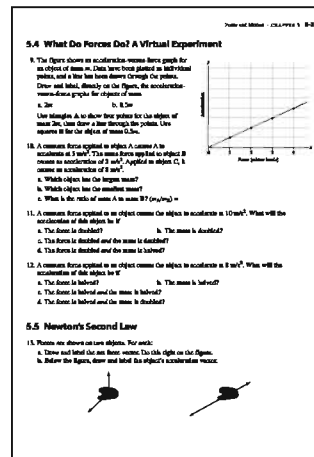 Force and Motion · CHAPTER 5
5.4 What Do Forces Do? A Virtual Experiment
9. The figure shows an acceleration-versus-force graph for
an object of mass m. Data have been plotted as individual
points, and a line has been drawn through the points.
Draw and label, directly on the figure, the acceleration-
versus-force graphs for objects of mass
a. 2m b. 0.5m
Use triangles ▲ to show four points for the object of
mass 2m, then draw a line through the points. Use
squares ■ for the object of mass 0.5m.
Acceleration
0 1 2 3 4
Force (rubber bands)
10. A constant force applied to object A causes A to
accelerate at 5 m/s². The same force applied to object B
causes an acceleration of 3 m/s². Applied to object C, it
causes an acceleration of 8 m/s².
a. Which object has the largest mass?
b. Which object has the smallest mass?
c. What is the ratio of mass A to mass B? (mA/mB) =
11. A constant force applied to an object causes the object to accelerate at 10 m/s². What will the
acceleration of this object be if
a. The force is doubled? b. The mass is doubled?
c. The force is doubled and the mass is doubled?
d. The force is doubled and the mass is halved?
12. A constant force applied to an object causes the object to accelerate at 8 m/s². What will the
acceleration of this object be if
a. The force is halved? b. The mass is halved?
c. The force is halved and the mass is halved?
d. The force is halved and the mass is doubled?
5.5 Newton's Second Law
13. Forces are shown on two objects. For each:
a. Draw and label the net force vector. Do this right on the figure.
b. Below the figure, draw and label the object's acceleration vector.